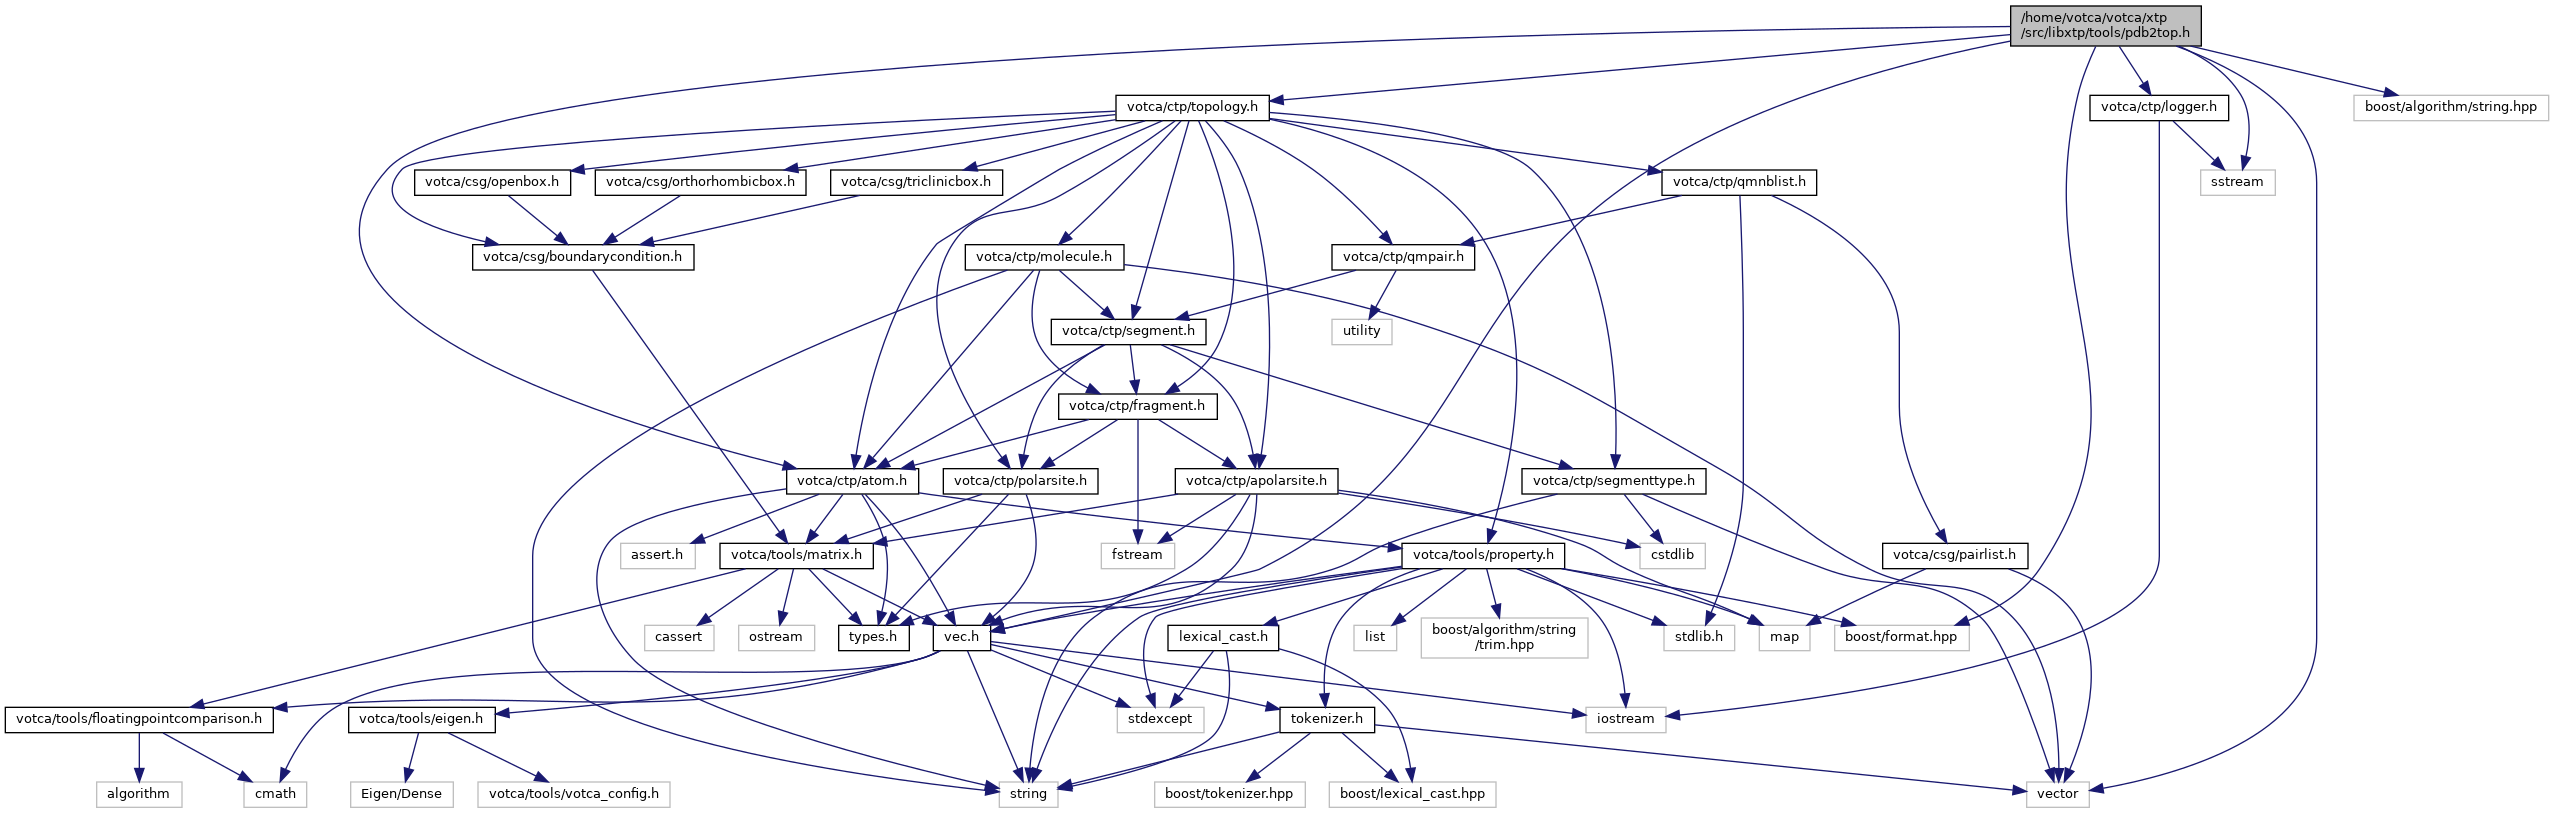 /home/votca/votca/xtp
/src/libxtp/tools/pdb2top.h
votca/ctp/topology.h
votca/ctp/logger.h
boost/algorithm/string.hpp
votca/csg/openbox.h
votca/csg/orthorhombicbox.h
votca/csg/triclinicbox.h
votca/ctp/qmnblist.h
sstream
votca/csg/boundarycondition.h
votca/ctp/molecule.h
votca/ctp/qmpair.h
votca/ctp/segment.h
utility
votca/ctp/fragment.h
votca/ctp/atom.h
votca/ctp/polarsite.h
votca/ctp/apolarsite.h
votca/ctp/segmenttype.h
assert.h
votca/tools/matrix.h
fstream
votca/tools/property.h
cstdlib
votca/csg/pairlist.h
cassert
ostream
types.h
vec.h
lexical_cast.h
list
boost/algorithm/string
/trim.hpp
stdlib.h
map
boost/format.hpp
votca/tools/floatingpointcomparison.h
votca/tools/eigen.h
stdexcept
tokenizer.h
iostream
algorithm
cmath
Eigen/Dense
votca/tools/votca_config.h
string
boost/tokenizer.hpp
boost/lexical_cast.hpp
vector